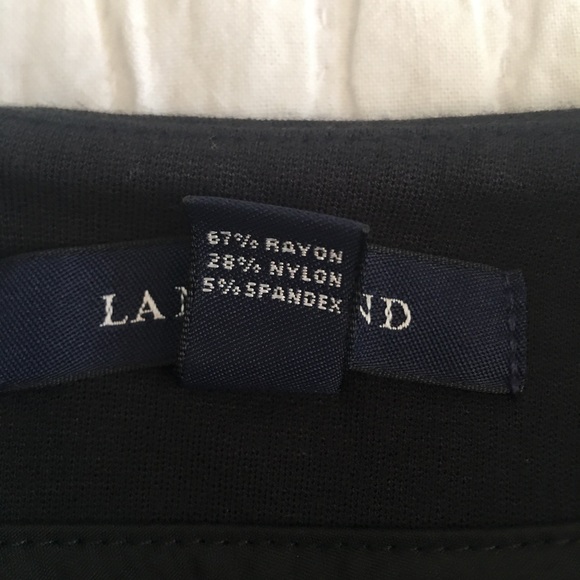 67% RAYON
28% NYLON
5% SPANDEX
LA
ND